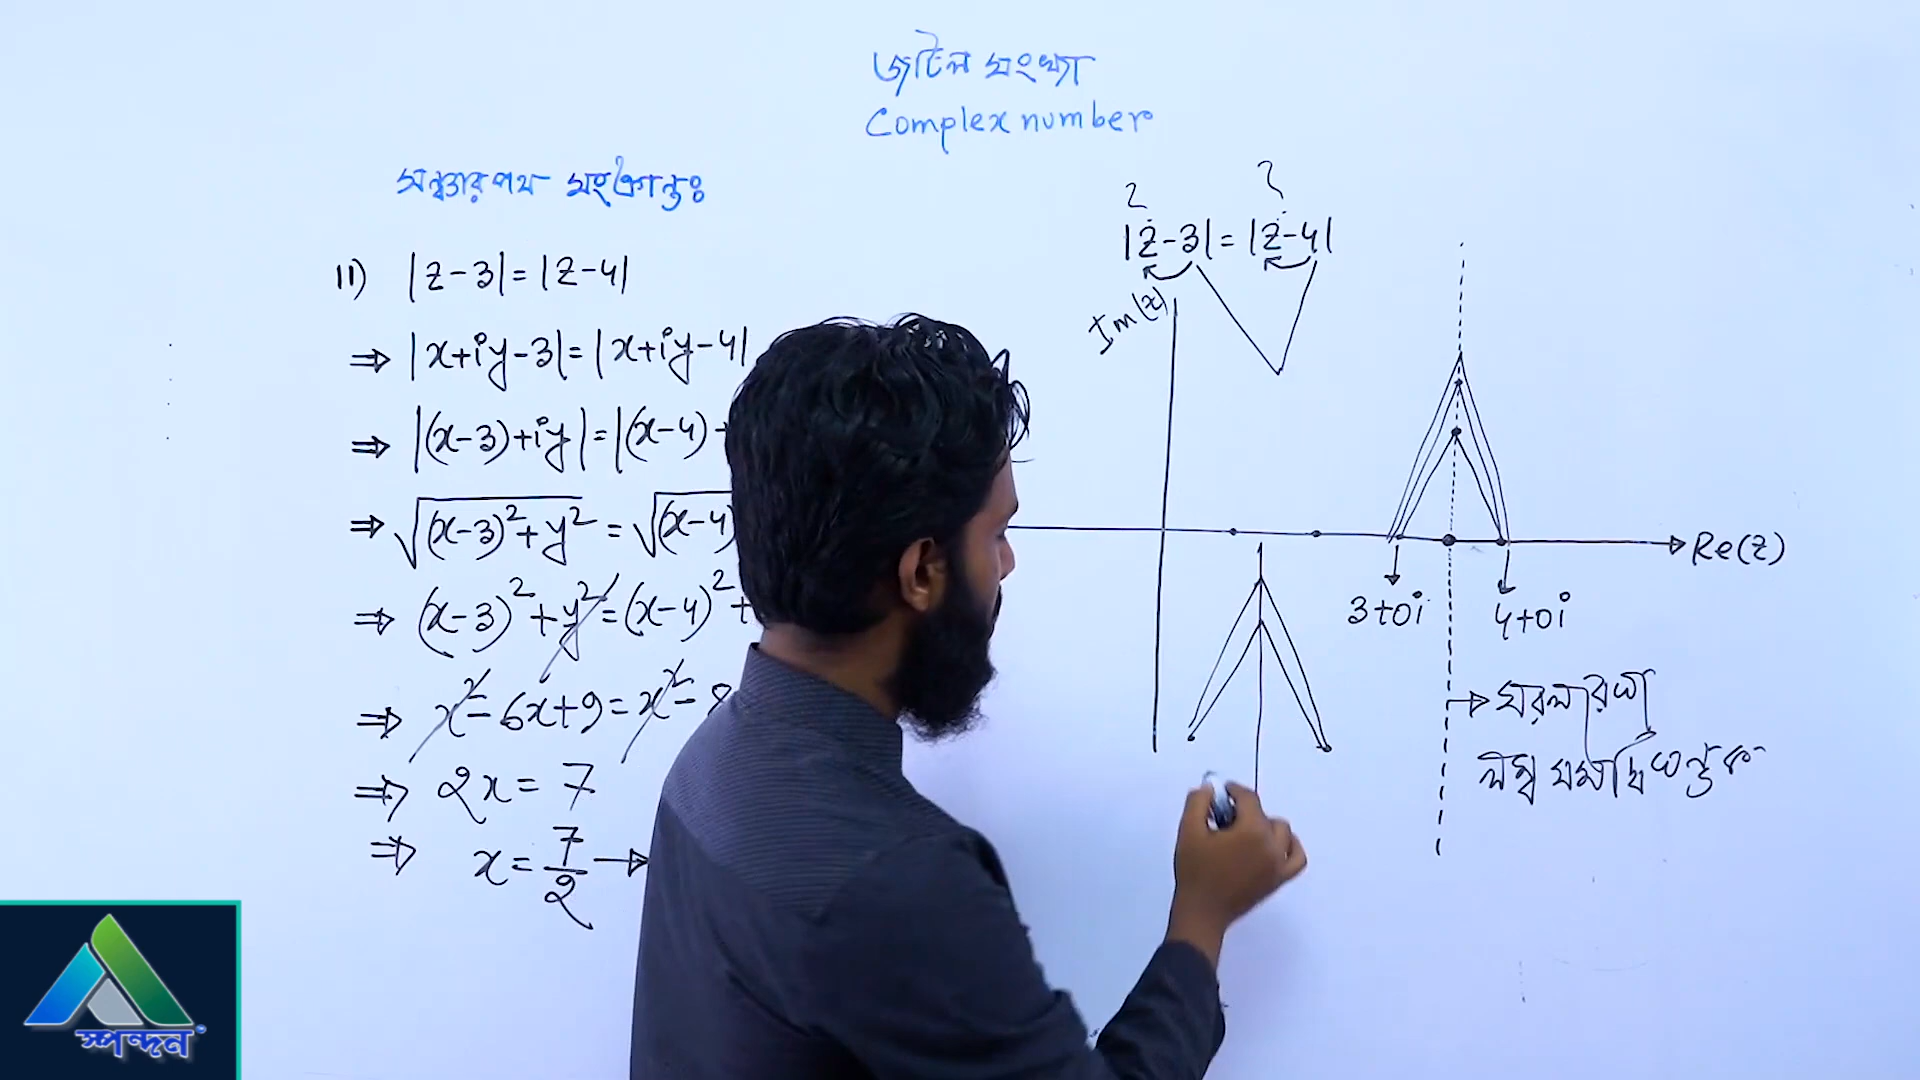 জটিল সংখ্যা
Complex number
সঞ্চারপথ সংক্রান্তঃ
11) |z-3|=|z-4|
⇒ |x+iy-3|=|x+iy-4|
⇒ |(x-3)+iy|=|(x-4)+
⇒ √(x-3)²+y² = √(x-4)
⇒ (x-3)²+y²=(x-4)²+
⇒ x²-6x+9=x²-8
⇒ 2x=7
⇒ x=7/2 →
2 ?
|z-3|=|z-4|
Im(z)
Re(z)
3+0i
4+0i
→ সরলরেখা
লম্ব সমদ্বিখন্ডক
স্পন্দন